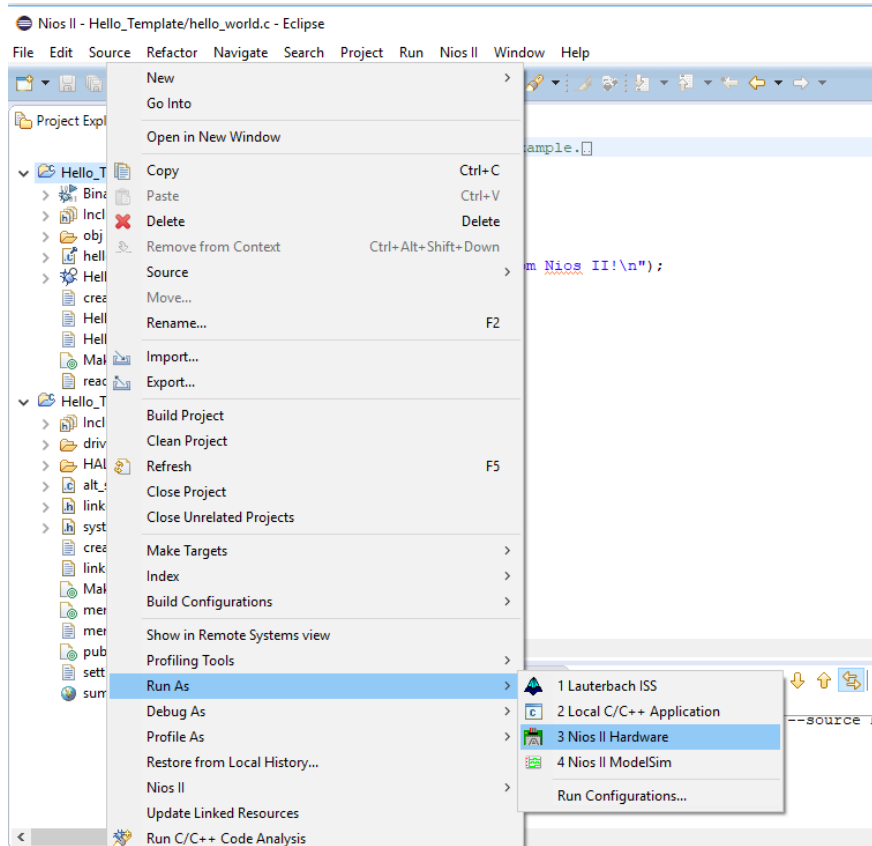 Nios II - Hello_Template/hello_world.c - Eclipse
File Edit Source Refactor Navigate Search Project Run Nios II Window Help
Project Expl
ample.
om Nios II!\n");
Hello_T
Bina
Incl
obj
hell
Hell
crea
Hell
Hell
Mak
read
Hello_T
Incl
driv
HAL
alt_s
link
syst
crea
link
Mak
mer
mer
pub
sett
sum
New
Go Into
Open in New Window
Copy Ctrl+C
Paste Ctrl+V
Delete Delete
Remove from Context Ctrl+Alt+Shift+Down
Source
Move...
Rename... F2
Import...
Export...
Build Project
Clean Project
Refresh F5
Close Project
Close Unrelated Projects
Make Targets
Index
Build Configurations
Show in Remote Systems view
Profiling Tools
Run As
Debug As
Profile As
Restore from Local History...
Nios II
Update Linked Resources
Run C/C++ Code Analysis
1 Lauterbach ISS
2 Local C/C++ Application
3 Nios II Hardware
4 Nios II ModelSim
Run Configurations...
--source